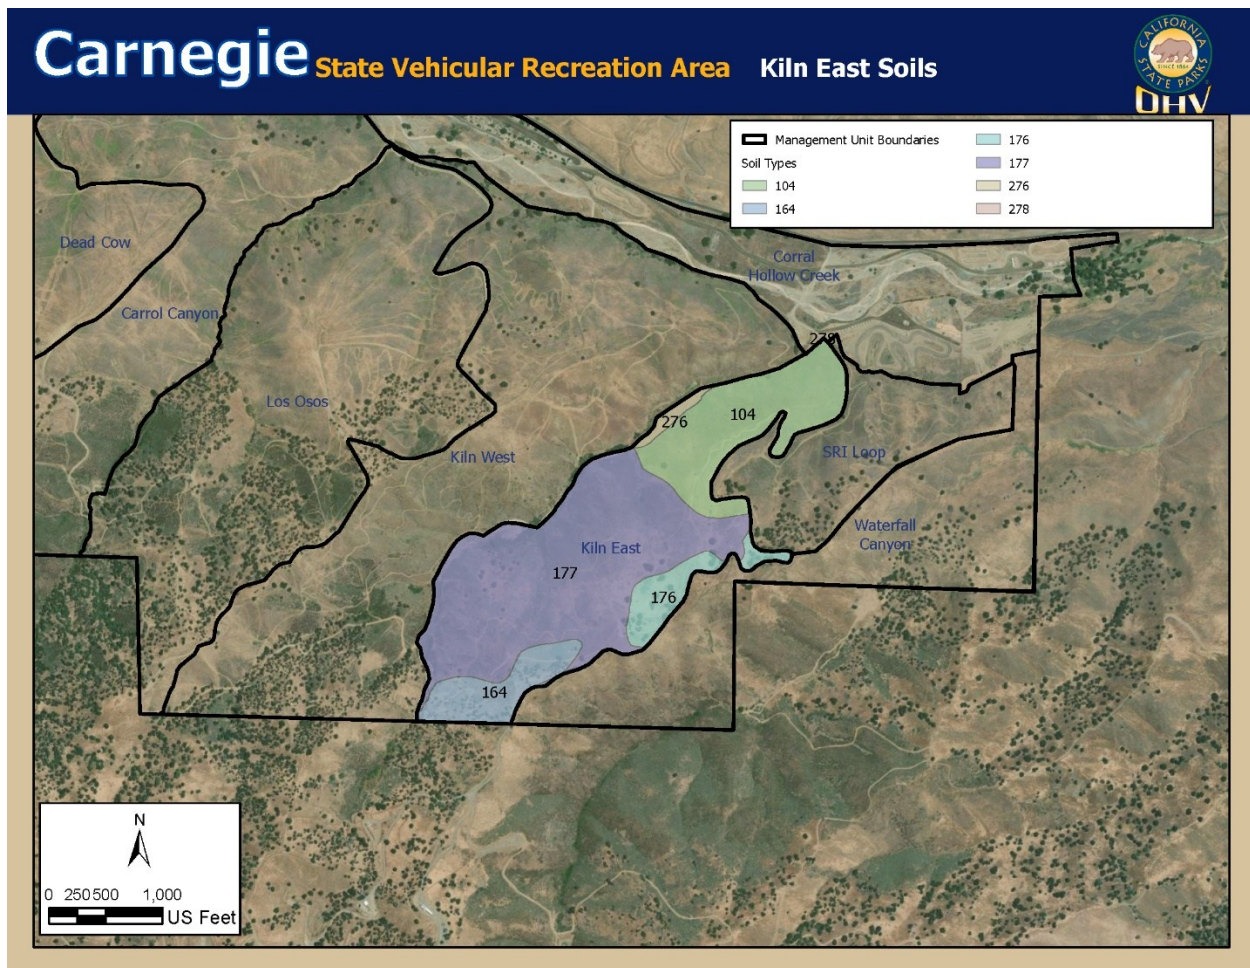 Carnegie State Vehicular Recreation Area Kiln East Soils
CALIFORNIA
STATE PARKS
SINCE 1864
OHV
Management Unit Boundaries
Soil Types
104
164
176
177
276
278
Dead Cow
Corral
Hollow Creek
Carrol Canyon
278
Los Osos
276
104
Kiln West
SRI Loop
Waterfall
Canyon
Kiln East
177
176
164
N
0 250 500 1,000
US Feet